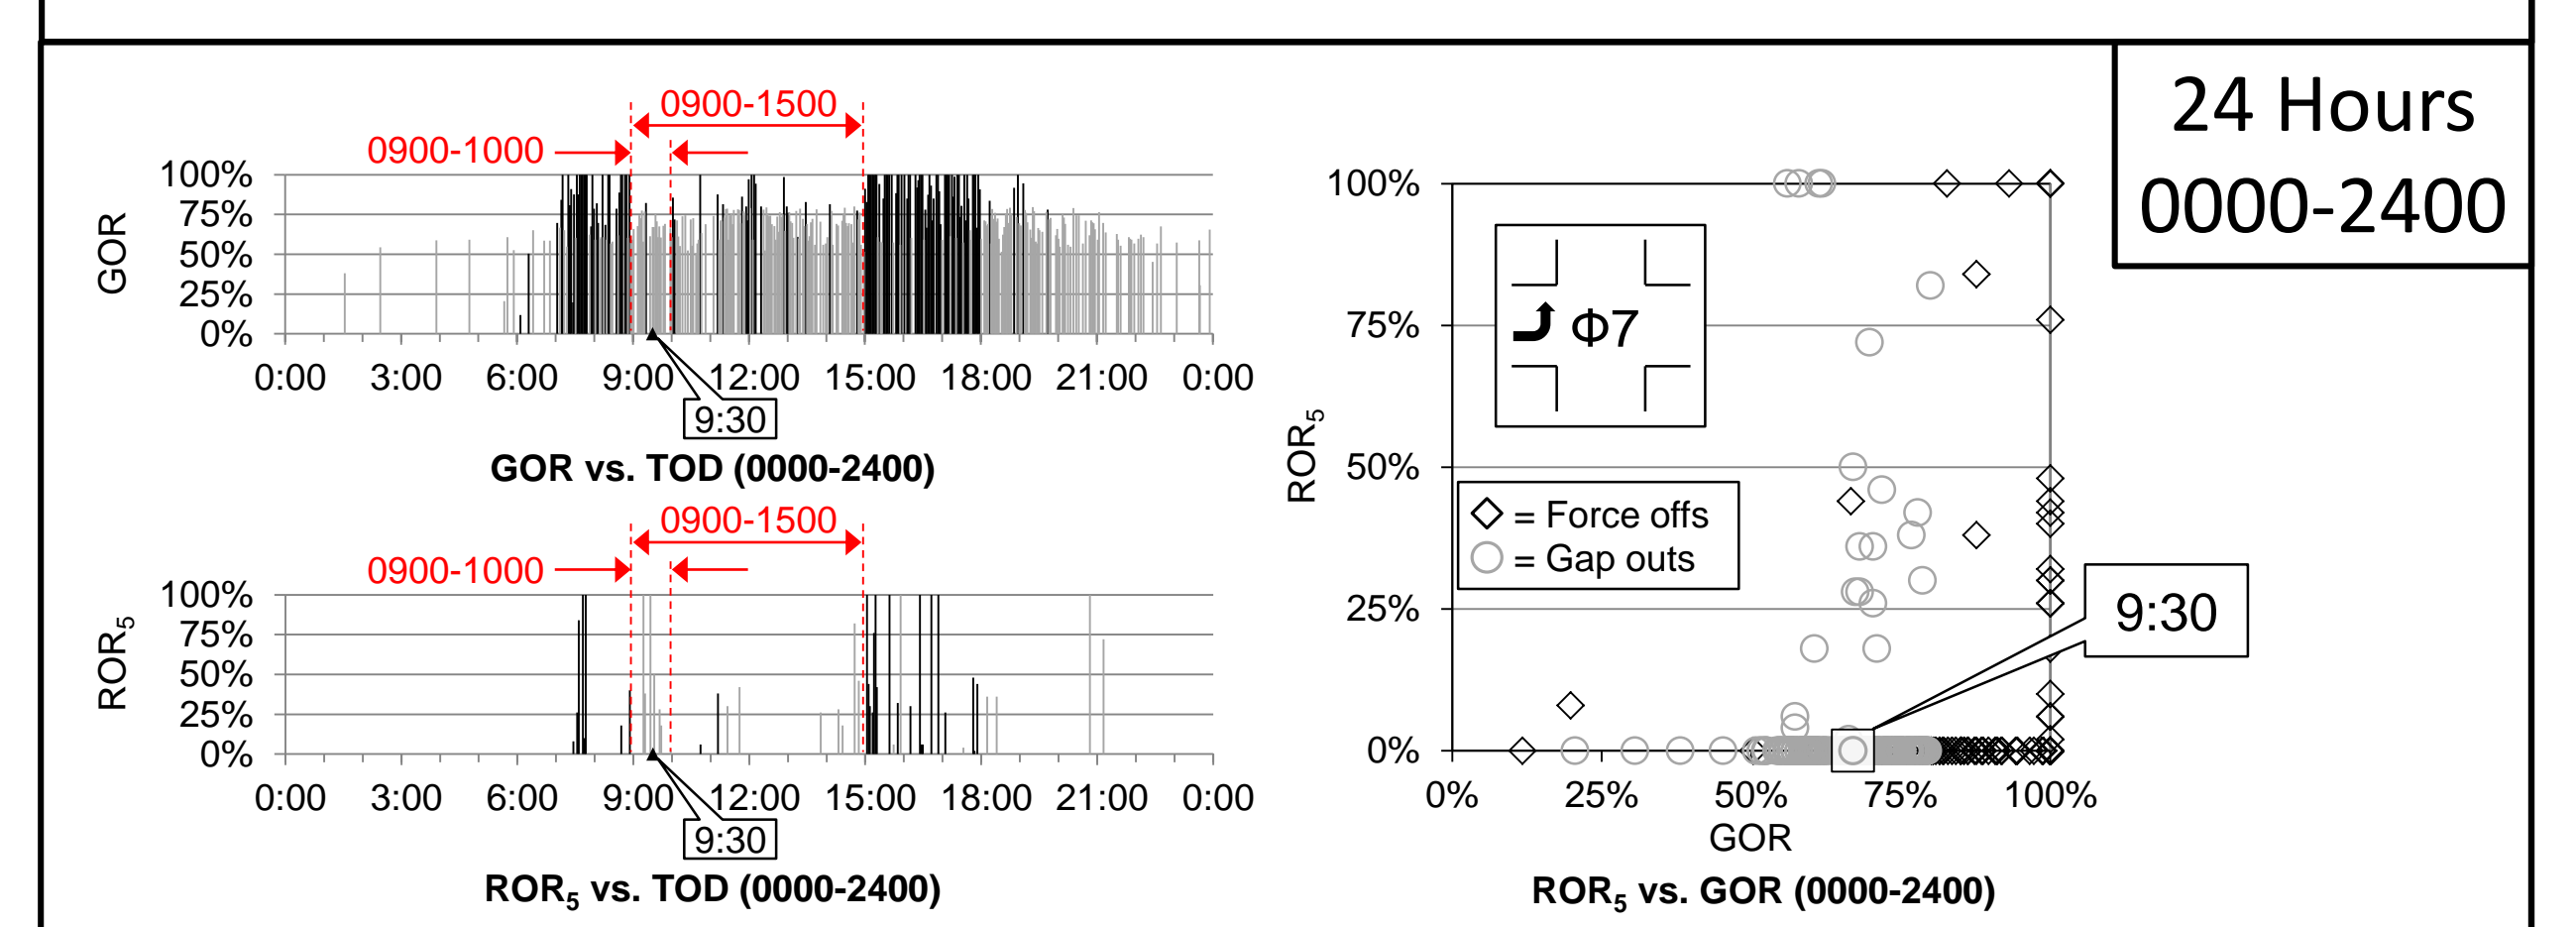 24 Hours
0000-2400
0900-1500
0900-1000
GOR
100%
75%
50%
25%
0%
0:00 3:00 6:00 9:00 12:00 15:00 18:00 21:00 0:00
9:30
GOR vs. TOD (0000-2400)
0900-1500
0900-1000
ROR5
100%
75%
50%
25%
0%
0:00 3:00 6:00 9:00 12:00 15:00 18:00 21:00 0:00
9:30
ROR5 vs. TOD (0000-2400)
ROR5
100%
75%
50%
25%
0%
Φ7
◇ = Force offs
○ = Gap outs
9:30
0% 25% 50% 75% 100%
GOR
ROR5 vs. GOR (0000-2400)